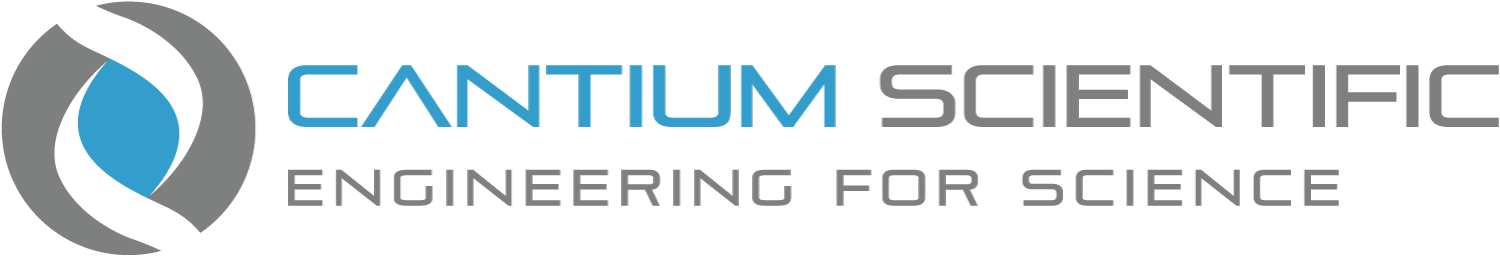 CANTIUM SCIENTIFIC
ENGINEERING FOR SCIENCE